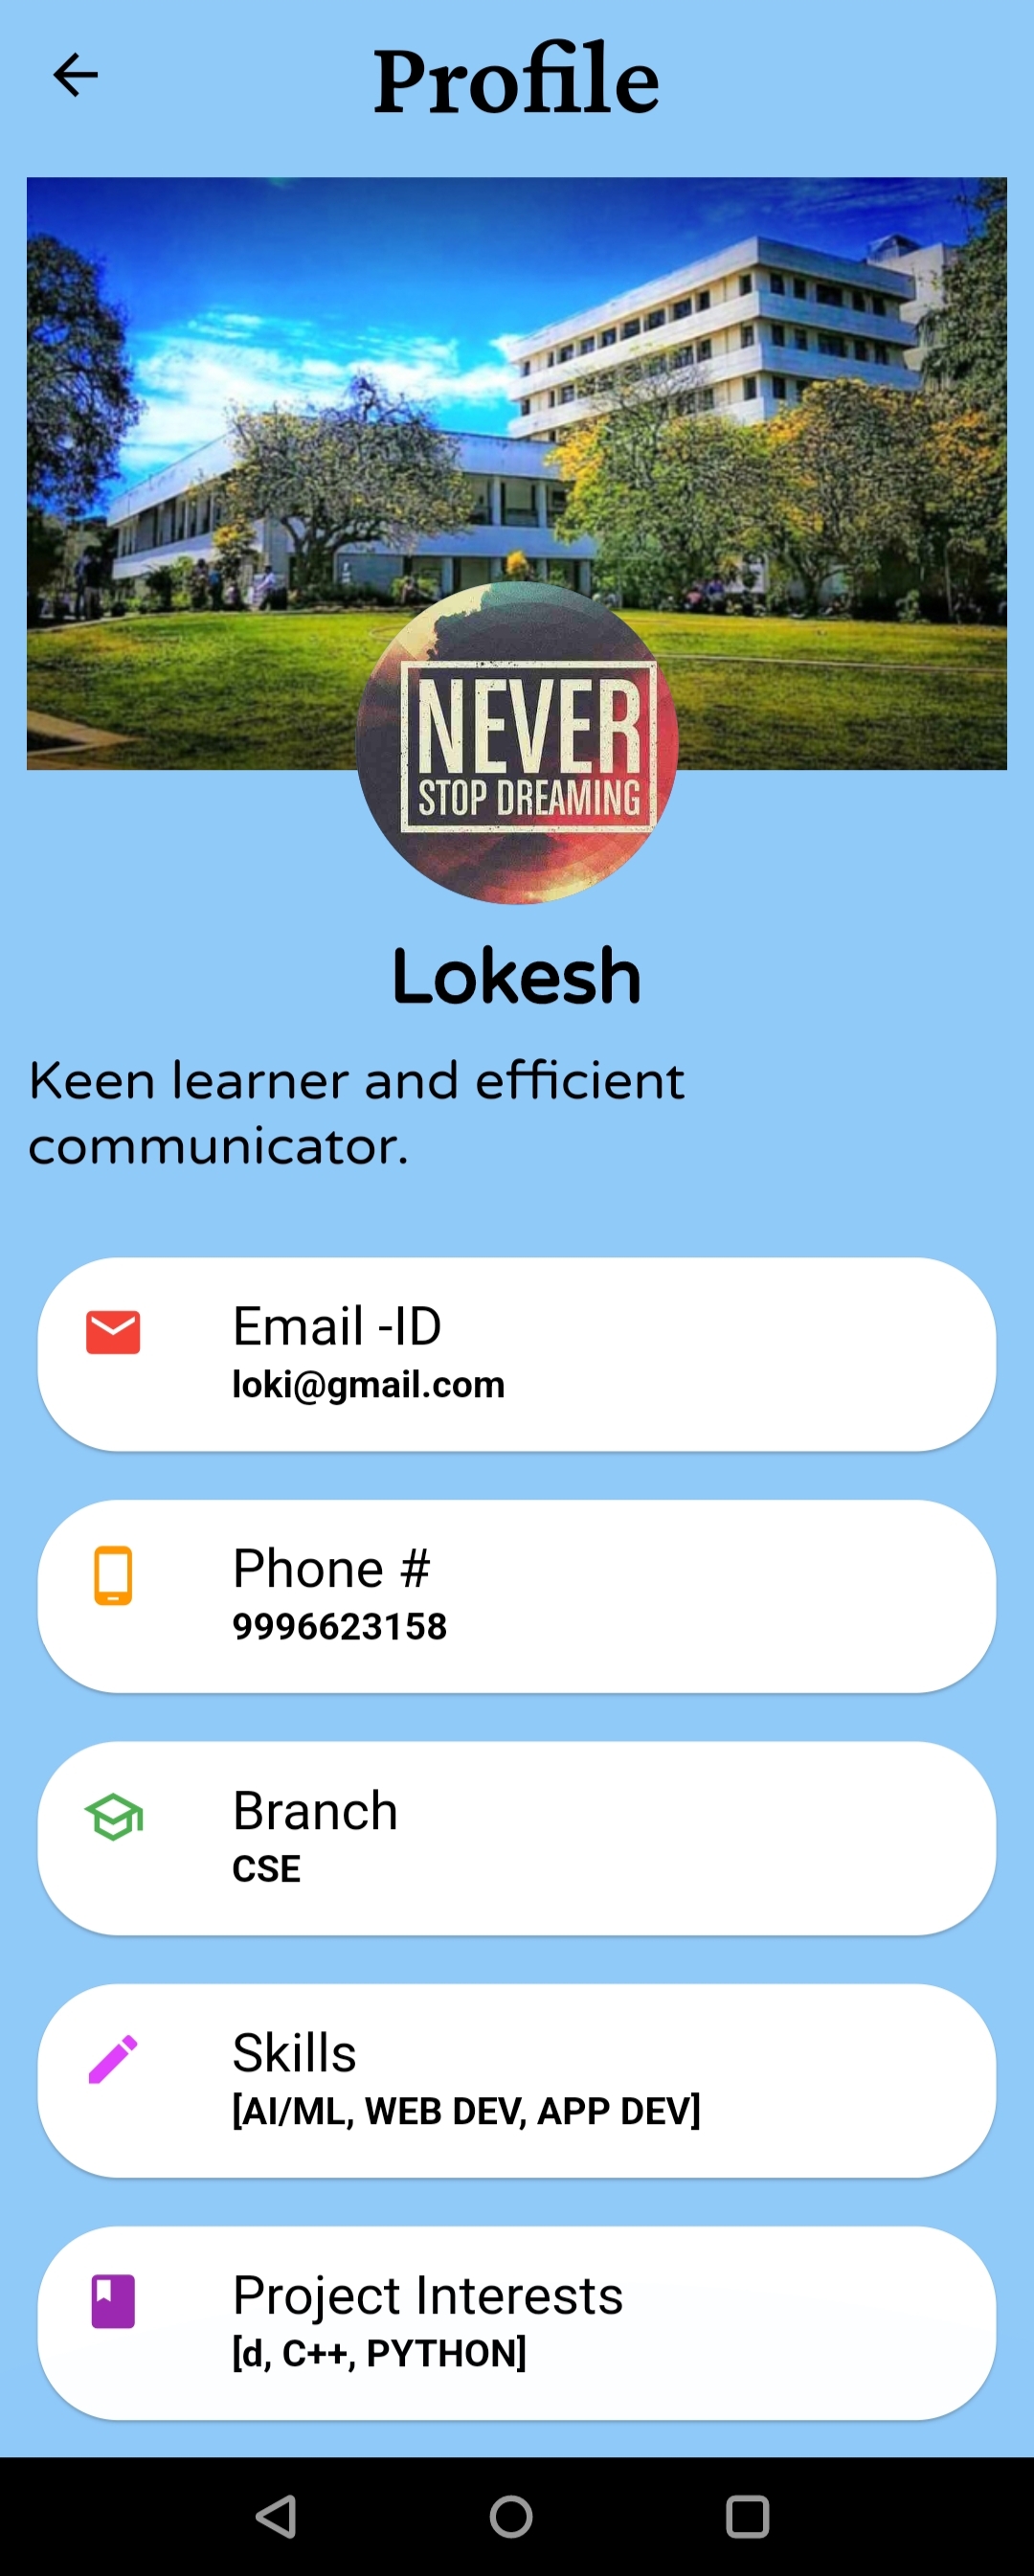 Profile
NEVER
STOP DREAMING
Lokesh
Keen learner and efficient
communicator.
Email -ID
loki@gmail.com
Phone #
9996623158
Branch
CSE
Skills
[AI/ML, WEB DEV, APP DEV]
Project Interests
[d, C++, PYTHON]